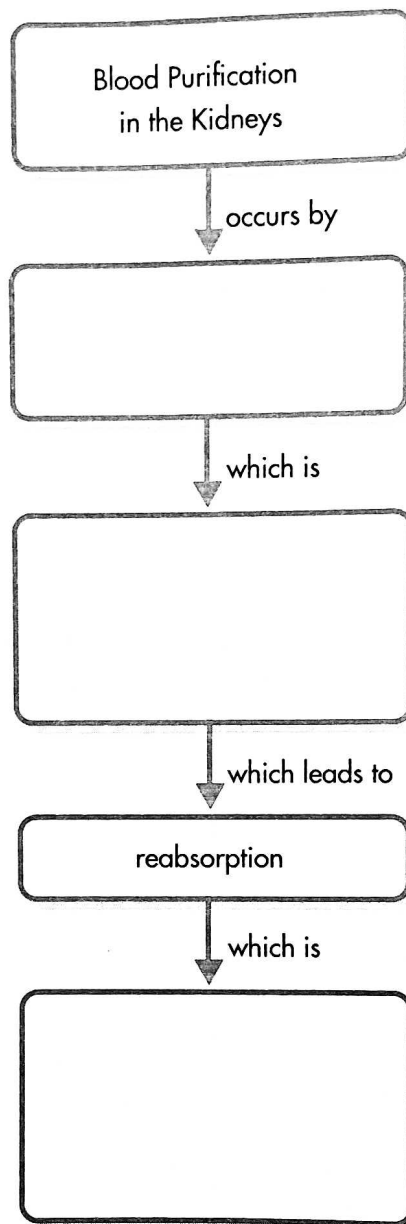 Blood Purification
in the Kidneys
occurs by
which is
which leads to
reabsorption
which is